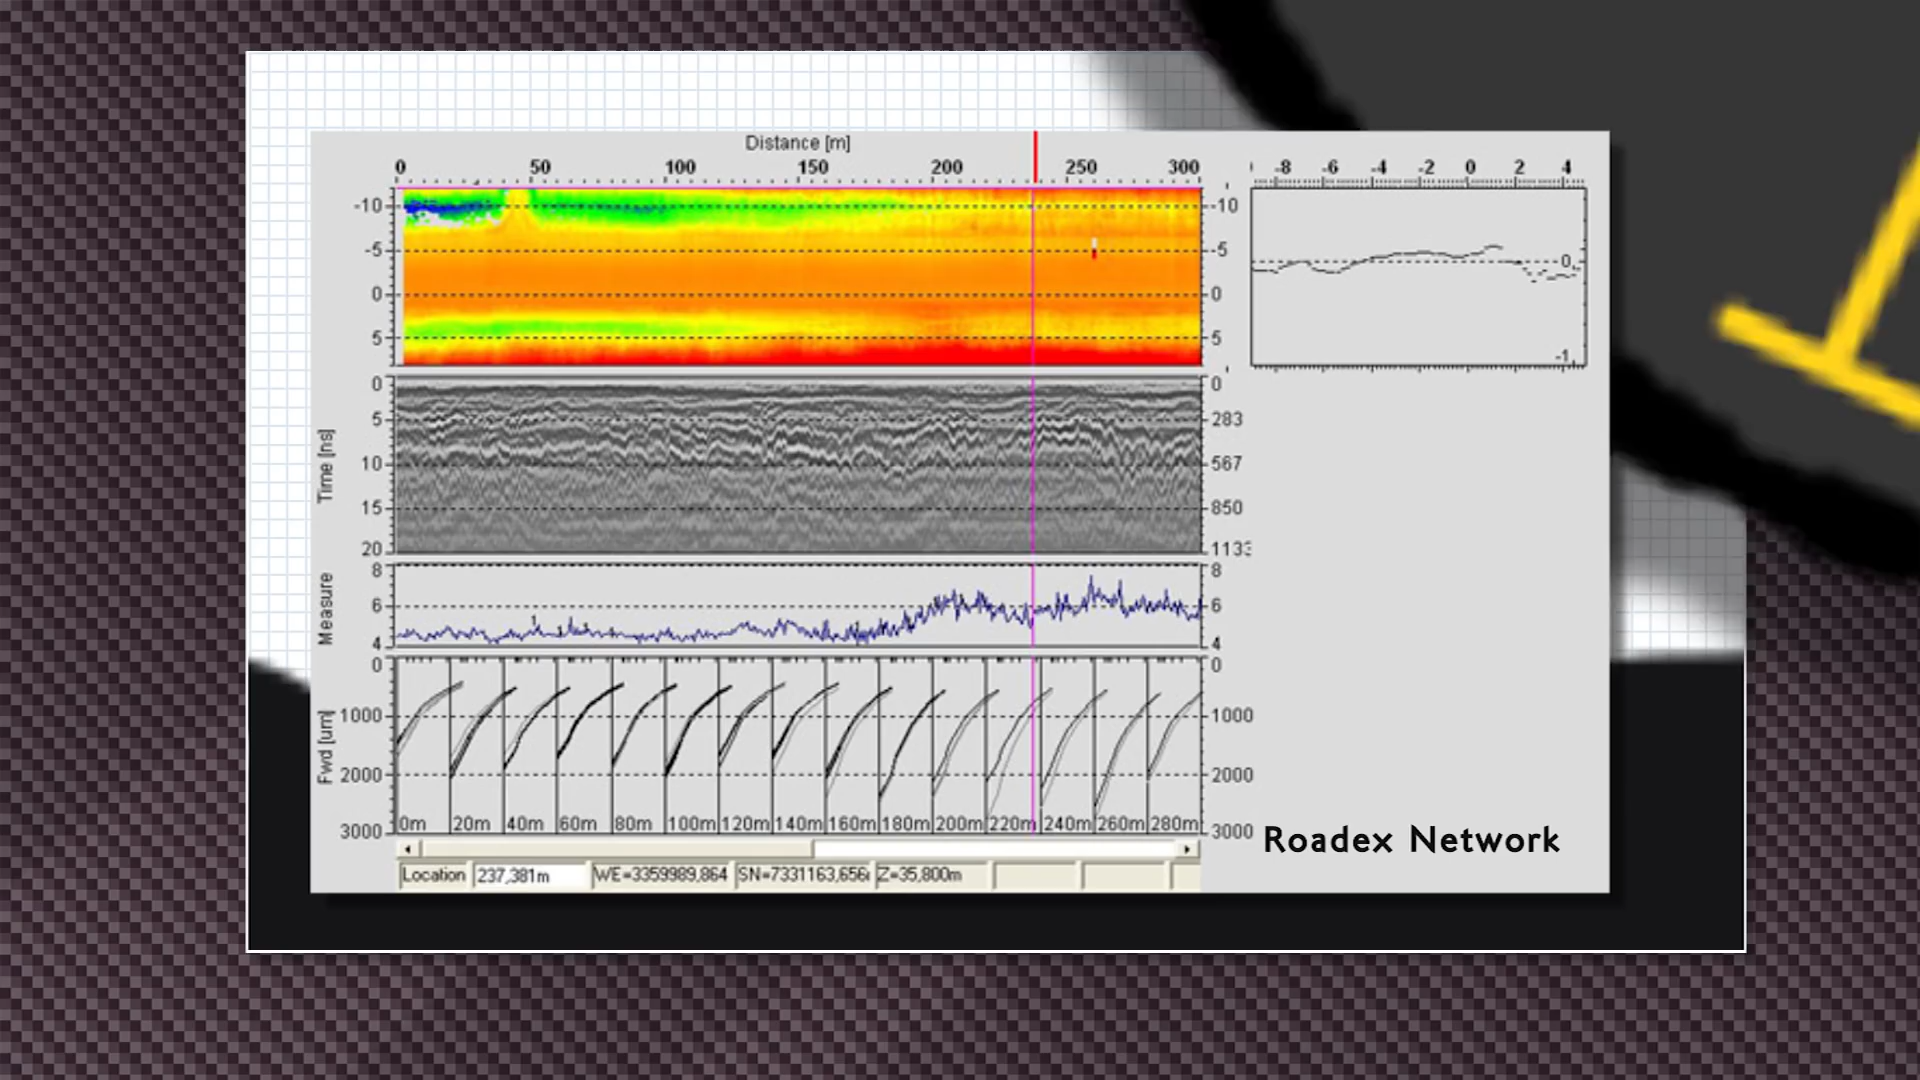 Distance [m]
0 50 100 150 200 250 300
-8 -6 -4 -2 0 2 4
-10 -10
-5 -5
0 0
5 5
0
-1
Time [ns]
0 0
5 283
10 567
15 850
20 1133
Measure
8 8
6 6
4 4
Fwd [um]
0 0
1000 1000
2000 2000
3000 3000
0m 20m 40m 60m 80m 100m 120m 140m 160m 180m 200m 220m 240m 260m 280m
Roadex Network
Location 237,381m WE=3359989,864 SN=7331163,656 Z=35,800m